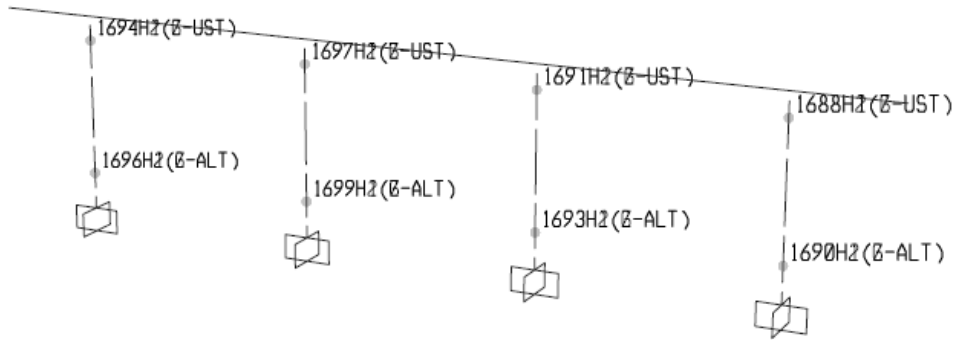 1694H2(B-UST)
1697H2(B-UST)
1691H2(B-UST)
1688H2(B-UST)
1696H2(B-ALT)
1699H2(B-ALT)
1693H2(B-ALT)
1690H2(B-ALT)